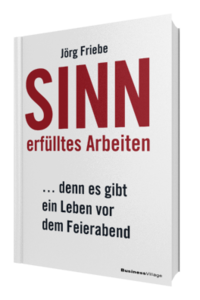 Jörg Friebe
SINN
erfülltes Arbeiten
... denn es gibt
ein Leben vor
dem Feierabend
BusinessVillage